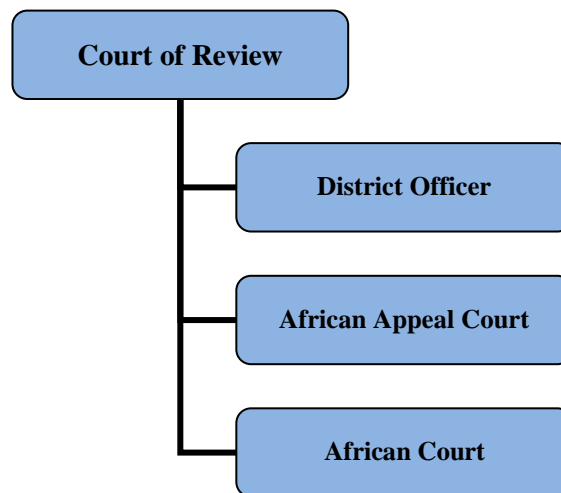 Court of Review
District Officer
African Appeal Court
African Court